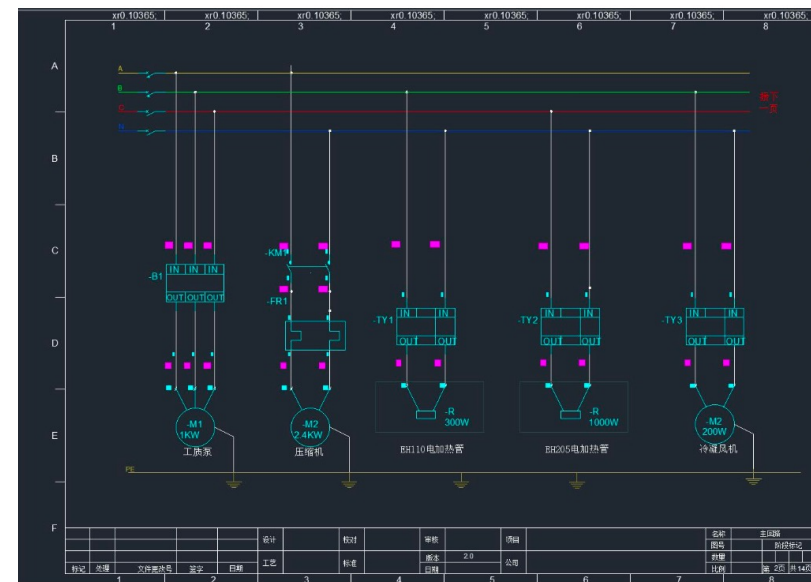 xr0.10365; xr0.10365; xr0.10365; xr0.10365; xr0.10365; xr0.10365; xr0.10365; xr0.10365;
1 2 3 4 5 6 7 8
A
A
B
C
N
接下
一页
B
C
-KM1
IN IN IN
-B1
OUT OUT OUT
-FR1
IN IN
-TY1
OUT OUT
IN IN
-TY2
OUT OUT
IN IN
-TY3
OUT OUT
D
E
-M1
1KW
工质泵
-M2
2.4KW
压缩机
-R
300W
EH110电加热管
-R
1000W
EH205电加热管
-M2
200W
冷凝风机
PE
F
设计 校对 审核 项目 名称 主回路
图号 阶段标记
工艺 标准 版本 2.0 公司 数量
标记 处理 文件更改号 签字 日期 日期 比例 第 2页 共14页
1 2 3 4 5 6 7 8